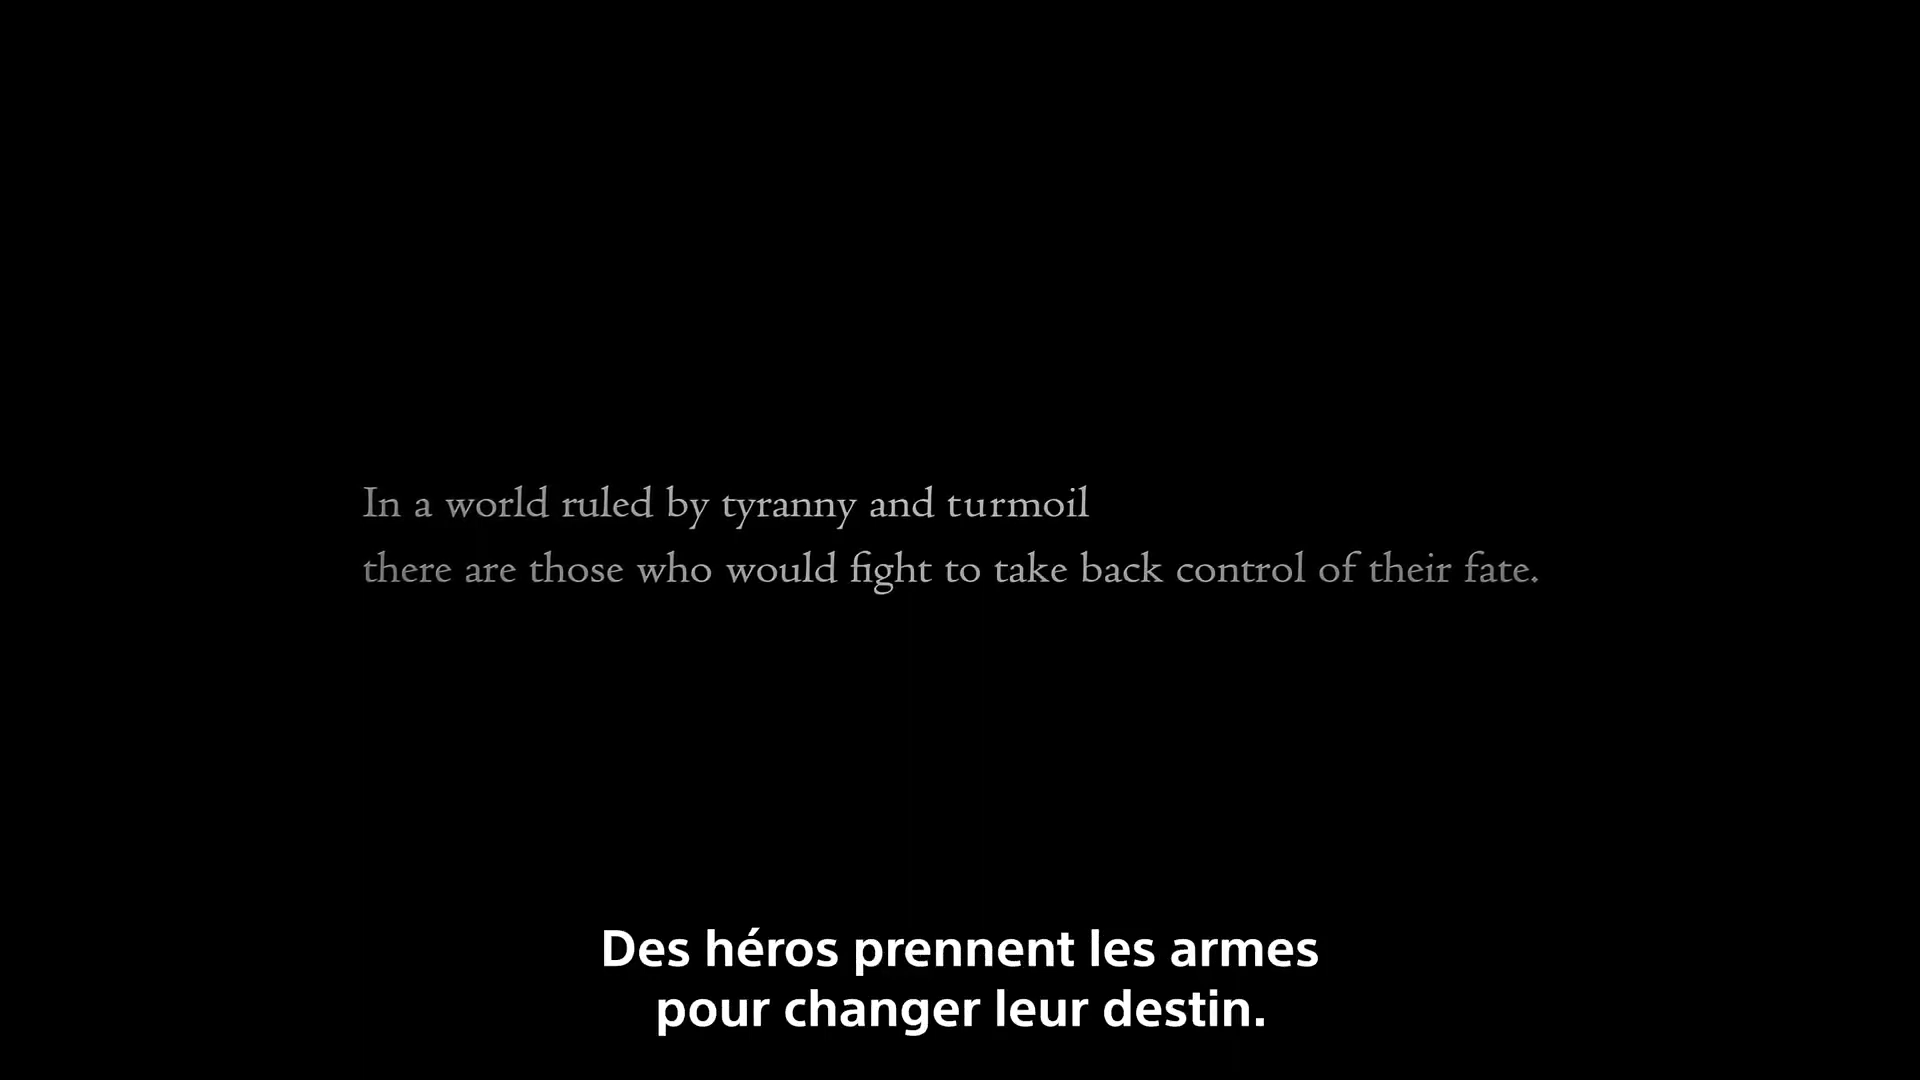 In a world ruled by tyranny and turmoil
there are those who would fight to take back control of their fate.
Des héros prennent les armes
pour changer leur destin.